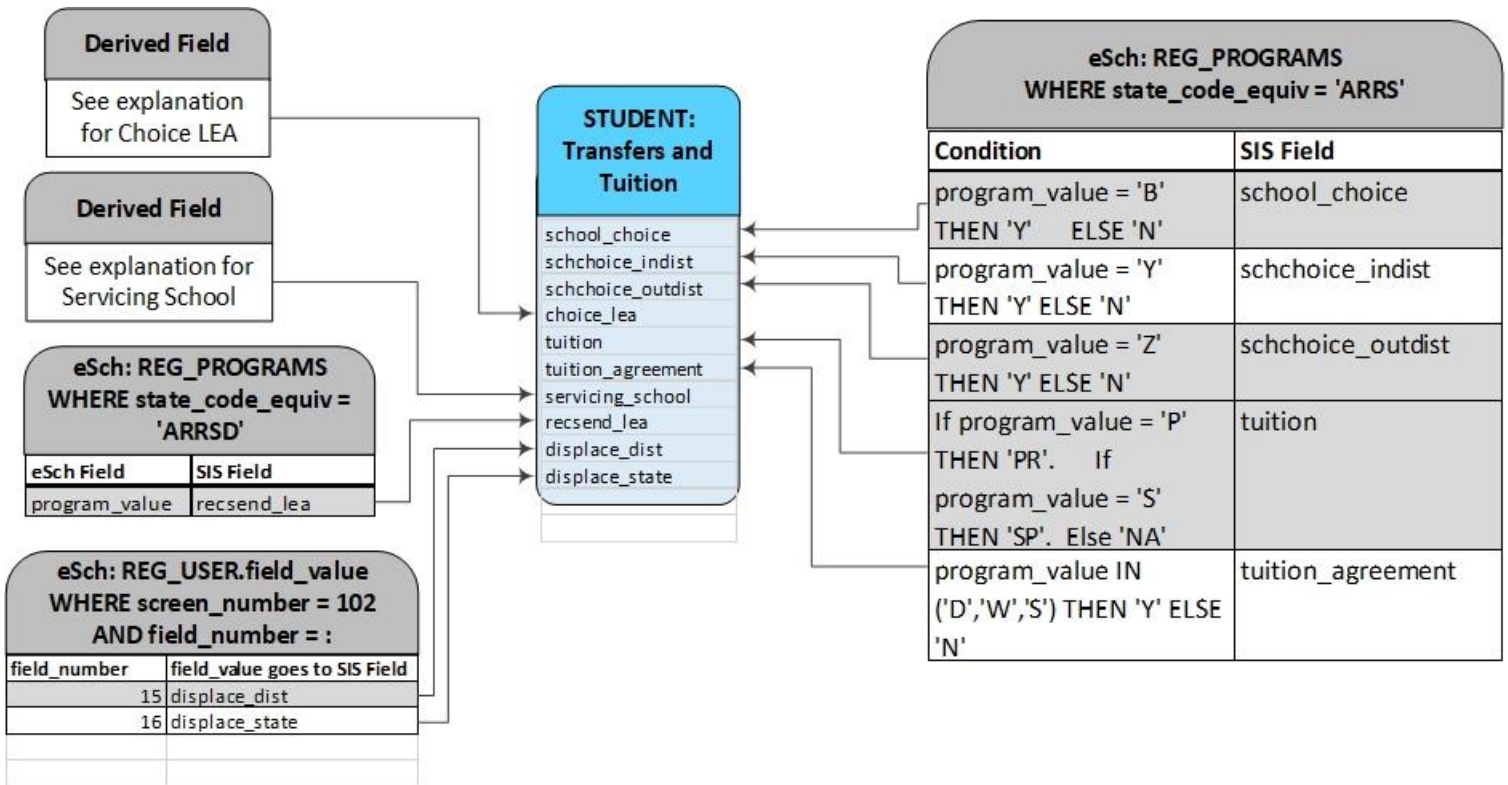 Derived Field
See explanation
for Choice LEA
Derived Field
See explanation for
Servicing School
eSch: REG_PROGRAMS
WHERE state_code_equiv =
'ARRSD'
eSch Field SIS Field
program_value recsend_lea
eSch: REG_USER.field_value
WHERE screen_number = 102
AND field_number = :
field_number field_value goes to SIS Field
15 displace_dist
16 displace_state
STUDENT:
Transfers and
Tuition
school_choice
schchoice_indist
schchoice_outdist
choice_lea
tuition
tuition_agreement
servicing_school
recsend_lea
displace_dist
displace_state
eSch: REG_PROGRAMS
WHERE state_code_equiv = 'ARRS'
Condition SIS Field
program_value = 'B' school_choice
THEN 'Y' ELSE 'N'
program_value = 'Y' schchoice_indist
THEN 'Y' ELSE 'N'
program_value = 'Z' schchoice_outdist
THEN 'Y' ELSE 'N'
If program_value = 'P' tuition
THEN 'PR'. If
program_value = 'S'
THEN 'SP'. Else 'NA'
program_value IN tuition_agreement
('D','W','S') THEN 'Y' ELSE
'N'